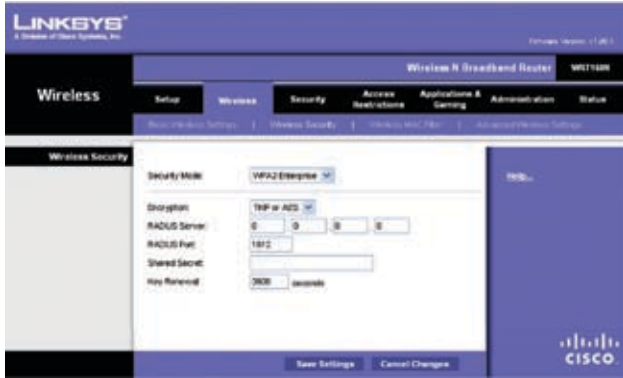 LINKSYS®
A Division of Cisco Systems, Inc.
Firmware Version:
Wireless-N Broadband Router WRT160N
Wireless
Setup Wireless Security Access Restrictions Applications & Gaming Administration Status
Basic Wireless Settings | Wireless Security | Wireless MAC Filter | Advanced Wireless Settings
Wireless Security
Security Mode: WPA2 Enterprise
Help...
Encryption: TKIP or AES
RADIUS Server: 0 . 0 . 0 . 0
RADIUS Port: 1812
Shared Secret:
Key Renewal: 3600 seconds
Save Settings Cancel Changes
CISCO